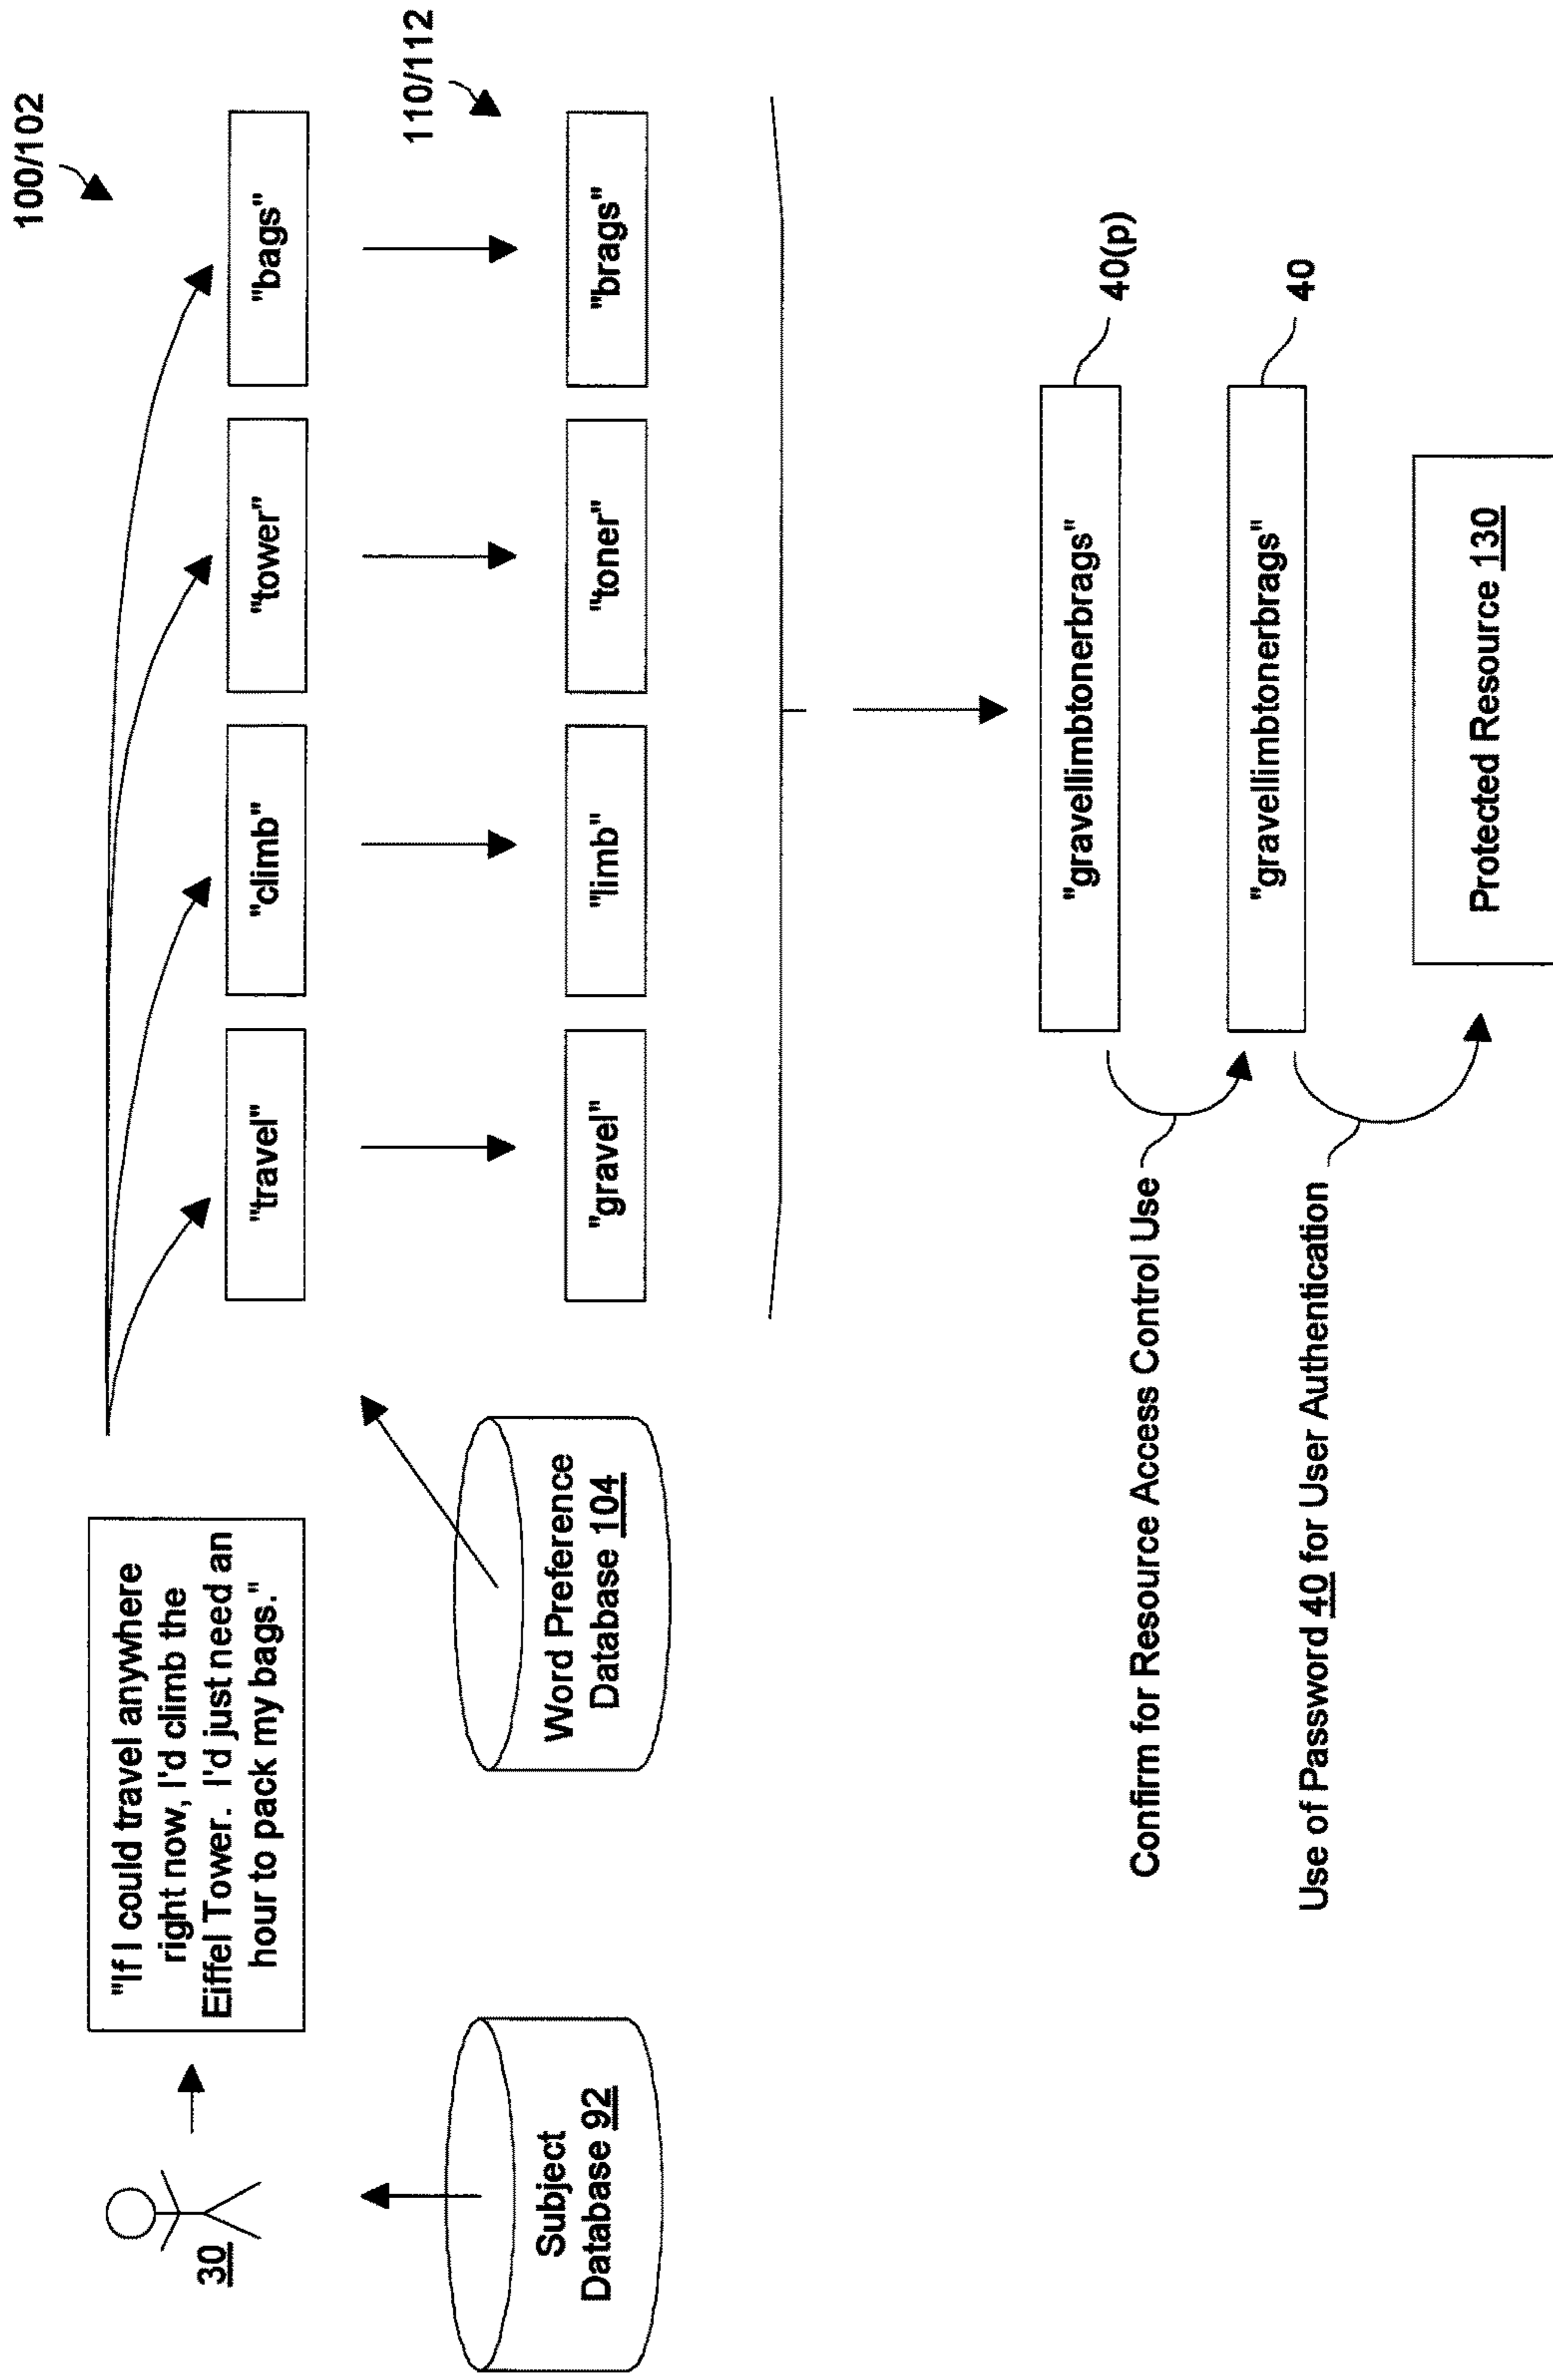 100/102
30
"If I could travel anywhere
right now, I'd climb the
Eiffel Tower.  I'd just need an
hour to pack my bags."
"travel"
"climb"
"tower"
"bags"
110/112
Subject
Database 92
Word Preference
Database 104
"gravel"
"limb"
"toner"
"brags"
"gravellimbtonerbrags"
40(p)
Confirm for Resource Access Control Use
"gravellimbtonerbrags"
40
Use of Password 40 for User Authentication
Protected Resource 130